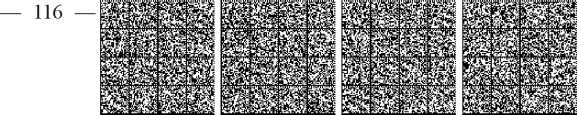 — 116 —